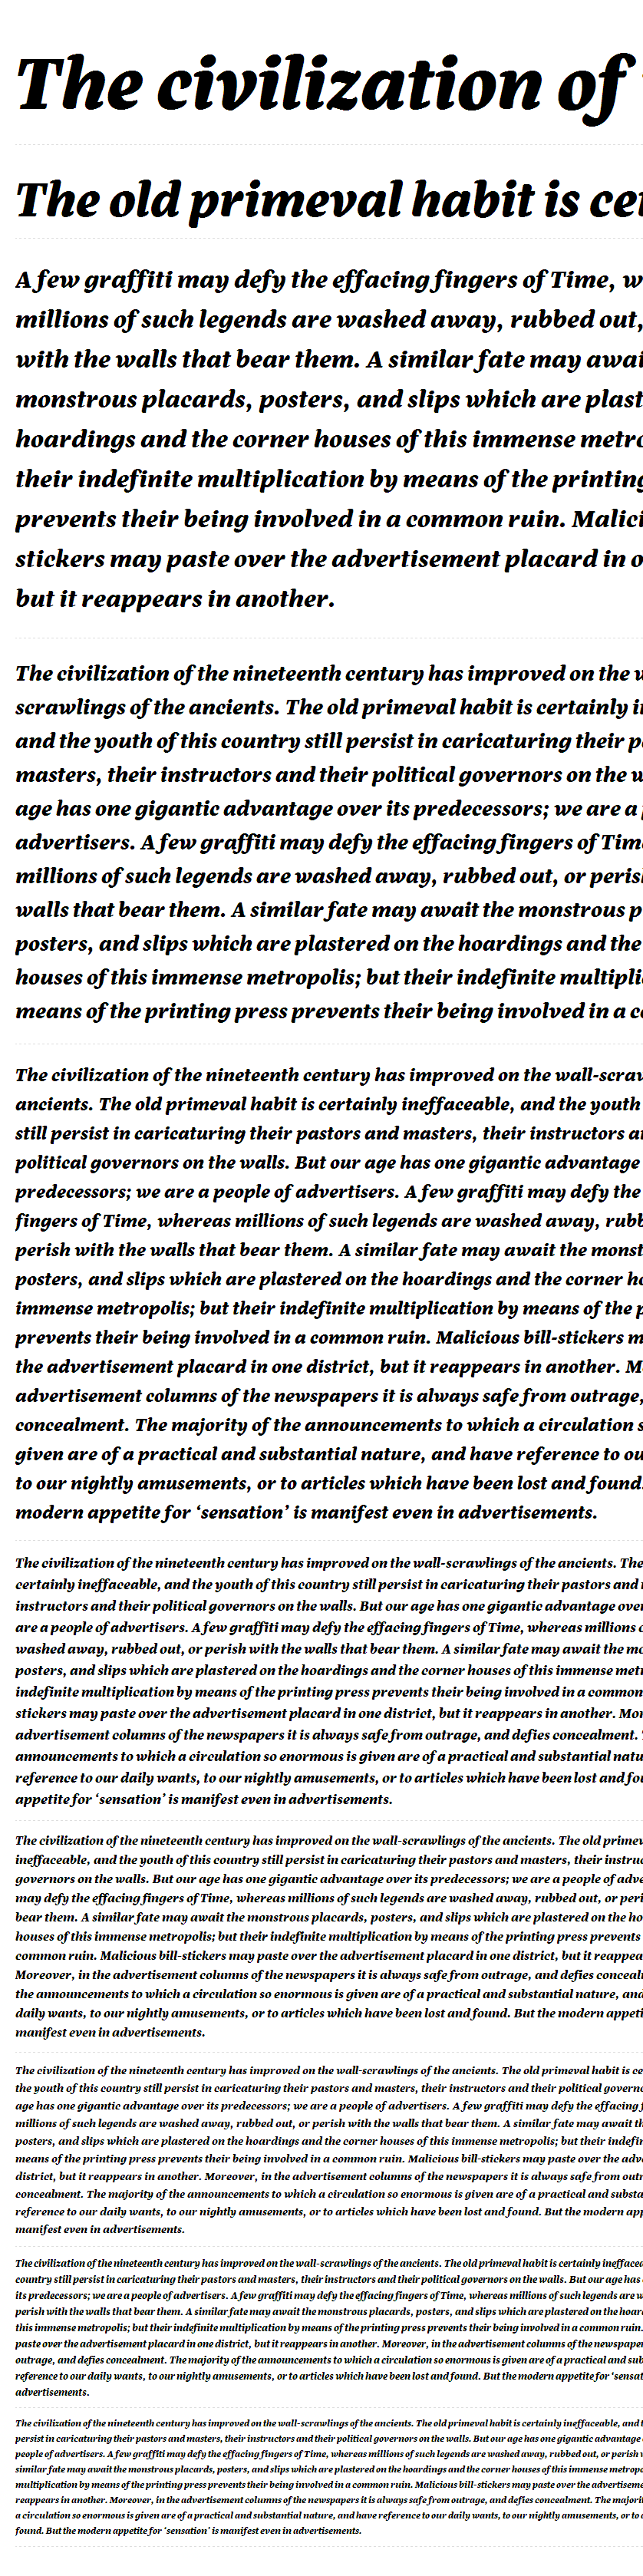 The civilization of
The old primeval habit is cer
A few graffiti may defy the effacing fingers of Time, w
millions of such legends are washed away, rubbed out,
with the walls that bear them. A similar fate may awai
monstrous placards, posters, and slips which are plast
hoardings and the corner houses of this immense metro
their indefinite multiplication by means of the printing
prevents their being involved in a common ruin. Malici
stickers may paste over the advertisement placard in o
but it reappears in another.
The civilization of the nineteenth century has improved on the w
scrawlings of the ancients. The old primeval habit is certainly i
and the youth of this country still persist in caricaturing their p
masters, their instructors and their political governors on the w
age has one gigantic advantage over its predecessors; we are a
advertisers. A few graffiti may defy the effacing fingers of Tim
millions of such legends are washed away, rubbed out, or peris
walls that bear them. A similar fate may await the monstrous p
posters, and slips which are plastered on the hoardings and the
houses of this immense metropolis; but their indefinite multipli
means of the printing press prevents their being involved in a c
The civilization of the nineteenth century has improved on the wall-scraw
ancients. The old primeval habit is certainly ineffaceable, and the youth
still persist in caricaturing their pastors and masters, their instructors a
political governors on the walls. But our age has one gigantic advantage
predecessors; we are a people of advertisers. A few graffiti may defy the
fingers of Time, whereas millions of such legends are washed away, rubb
perish with the walls that bear them. A similar fate may await the monst
posters, and slips which are plastered on the hoardings and the corner ho
immense metropolis; but their indefinite multiplication by means of the p
prevents their being involved in a common ruin. Malicious bill-stickers m
the advertisement placard in one district, but it reappears in another. M
advertisement columns of the newspapers it is always safe from outrage,
concealment. The majority of the announcements to which a circulation s
given are of a practical and substantial nature, and have reference to ou
to our nightly amusements, or to articles which have been lost and found.
modern appetite for ‘sensation’ is manifest even in advertisements.
The civilization of the nineteenth century has improved on the wall-scrawlings of the ancients. The
certainly ineffaceable, and the youth of this country still persist in caricaturing their pastors and
instructors and their political governors on the walls. But our age has one gigantic advantage over
are a people of advertisers. A few graffiti may defy the effacing fingers of Time, whereas millions o
washed away, rubbed out, or perish with the walls that bear them. A similar fate may await the mo
posters, and slips which are plastered on the hoardings and the corner houses of this immense metr
indefinite multiplication by means of the printing press prevents their being involved in a common
stickers may paste over the advertisement placard in one district, but it reappears in another. Mor
advertisement columns of the newspapers it is always safe from outrage, and defies concealment.
announcements to which a circulation so enormous is given are of a practical and substantial natu
reference to our daily wants, to our nightly amusements, or to articles which have been lost and fou
appetite for ‘sensation’ is manifest even in advertisements.
The civilization of the nineteenth century has improved on the wall-scrawlings of the ancients. The old primev
ineffaceable, and the youth of this country still persist in caricaturing their pastors and masters, their instruc
governors on the walls. But our age has one gigantic advantage over its predecessors; we are a people of adve
may defy the effacing fingers of Time, whereas millions of such legends are washed away, rubbed out, or peri
bear them. A similar fate may await the monstrous placards, posters, and slips which are plastered on the ho
houses of this immense metropolis; but their indefinite multiplication by means of the printing press prevents
common ruin. Malicious bill-stickers may paste over the advertisement placard in one district, but it reappea
Moreover, in the advertisement columns of the newspapers it is always safe from outrage, and defies conceal
the announcements to which a circulation so enormous is given are of a practical and substantial nature, and
daily wants, to our nightly amusements, or to articles which have been lost and found. But the modern appeti
manifest even in advertisements.
The civilization of the nineteenth century has improved on the wall-scrawlings of the ancients. The old primeval habit is ce
the youth of this country still persist in caricaturing their pastors and masters, their instructors and their political govern
age has one gigantic advantage over its predecessors; we are a people of advertisers. A few graffiti may defy the effacing f
millions of such legends are washed away, rubbed out, or perish with the walls that bear them. A similar fate may await th
posters, and slips which are plastered on the hoardings and the corner houses of this immense metropolis; but their indefin
means of the printing press prevents their being involved in a common ruin. Malicious bill-stickers may paste over the adve
district, but it reappears in another. Moreover, in the advertisement columns of the newspapers it is always safe from outr
concealment. The majority of the announcements to which a circulation so enormous is given are of a practical and substa
reference to our daily wants, to our nightly amusements, or to articles which have been lost and found. But the modern app
manifest even in advertisements.
The civilization of the nineteenth century has improved on the wall-scrawlings of the ancients. The old primeval habit is certainly ineffacea
country still persist in caricaturing their pastors and masters, their instructors and their political governors on the walls. But our age has
its predecessors; we are a people of advertisers. A few graffiti may defy the effacing fingers of Time, whereas millions of such legends are w
perish with the walls that bear them. A similar fate may await the monstrous placards, posters, and slips which are plastered on the hoar
this immense metropolis; but their indefinite multiplication by means of the printing press prevents their being involved in a common ruin.
paste over the advertisement placard in one district, but it reappears in another. Moreover, in the advertisement columns of the newspape
outrage, and defies concealment. The majority of the announcements to which a circulation so enormous is given are of a practical and sub
reference to our daily wants, to our nightly amusements, or to articles which have been lost and found. But the modern appetite for ‘sensat
advertisements.
The civilization of the nineteenth century has improved on the wall-scrawlings of the ancients. The old primeval habit is certainly ineffaceable, and t
persist in caricaturing their pastors and masters, their instructors and their political governors on the walls. But our age has one gigantic advantage
people of advertisers. A few graffiti may defy the effacing fingers of Time, whereas millions of such legends are washed away, rubbed out, or perish w
similar fate may await the monstrous placards, posters, and slips which are plastered on the hoardings and the corner houses of this immense metrop
multiplication by means of the printing press prevents their being involved in a common ruin. Malicious bill-stickers may paste over the advertiseme
reappears in another. Moreover, in the advertisement columns of the newspapers it is always safe from outrage, and defies concealment. The majorit
a circulation so enormous is given are of a practical and substantial nature, and have reference to our daily wants, to our nightly amusements, or to
found. But the modern appetite for ‘sensation’ is manifest even in advertisements.